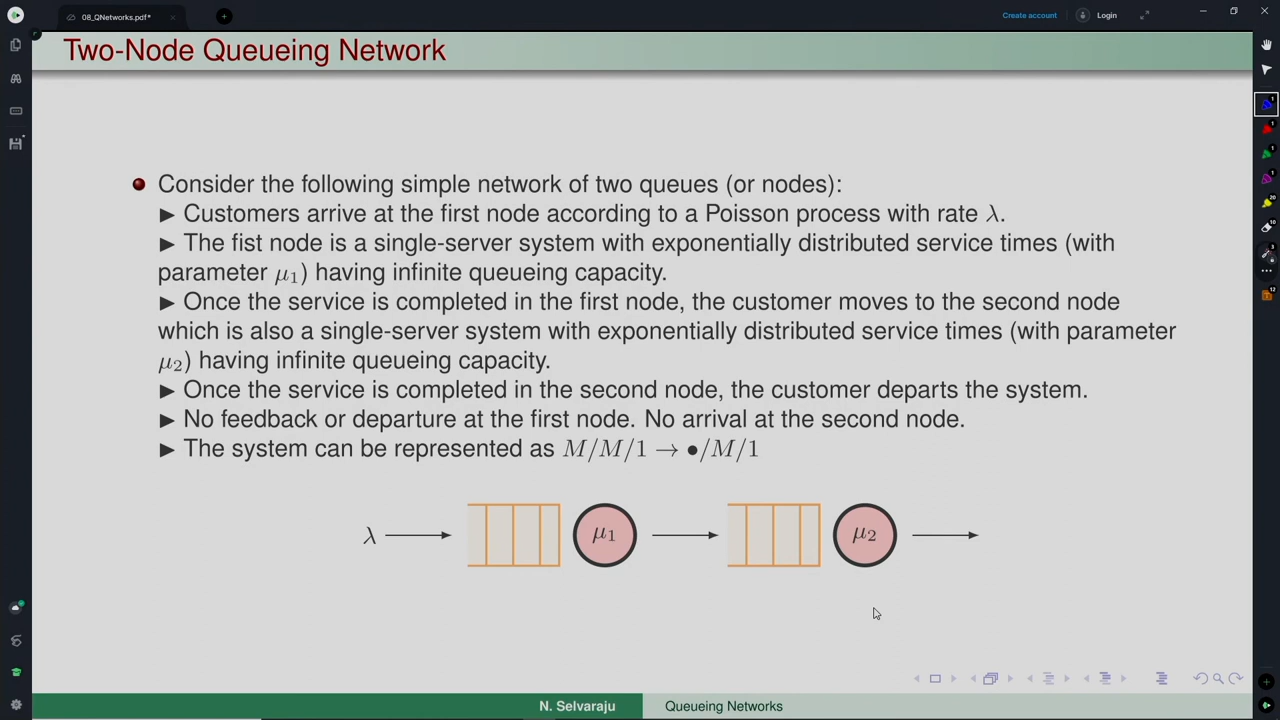 08_QNetworks.pdf*
Create account
Login
Two-Node Queueing Network
Consider the following simple network of two queues (or nodes):
▶ Customers arrive at the first node according to a Poisson process with rate λ.
▶ The fist node is a single-server system with exponentially distributed service times (with
parameter μ₁) having infinite queueing capacity.
▶ Once the service is completed in the first node, the customer moves to the second node
which is also a single-server system with exponentially distributed service times (with parameter
μ₂) having infinite queueing capacity.
▶ Once the service is completed in the second node, the customer departs the system.
▶ No feedback or departure at the first node. No arrival at the second node.
▶ The system can be represented as M/M/1 → •/M/1
λ μ₁ μ₂
N. Selvaraju Queueing Networks